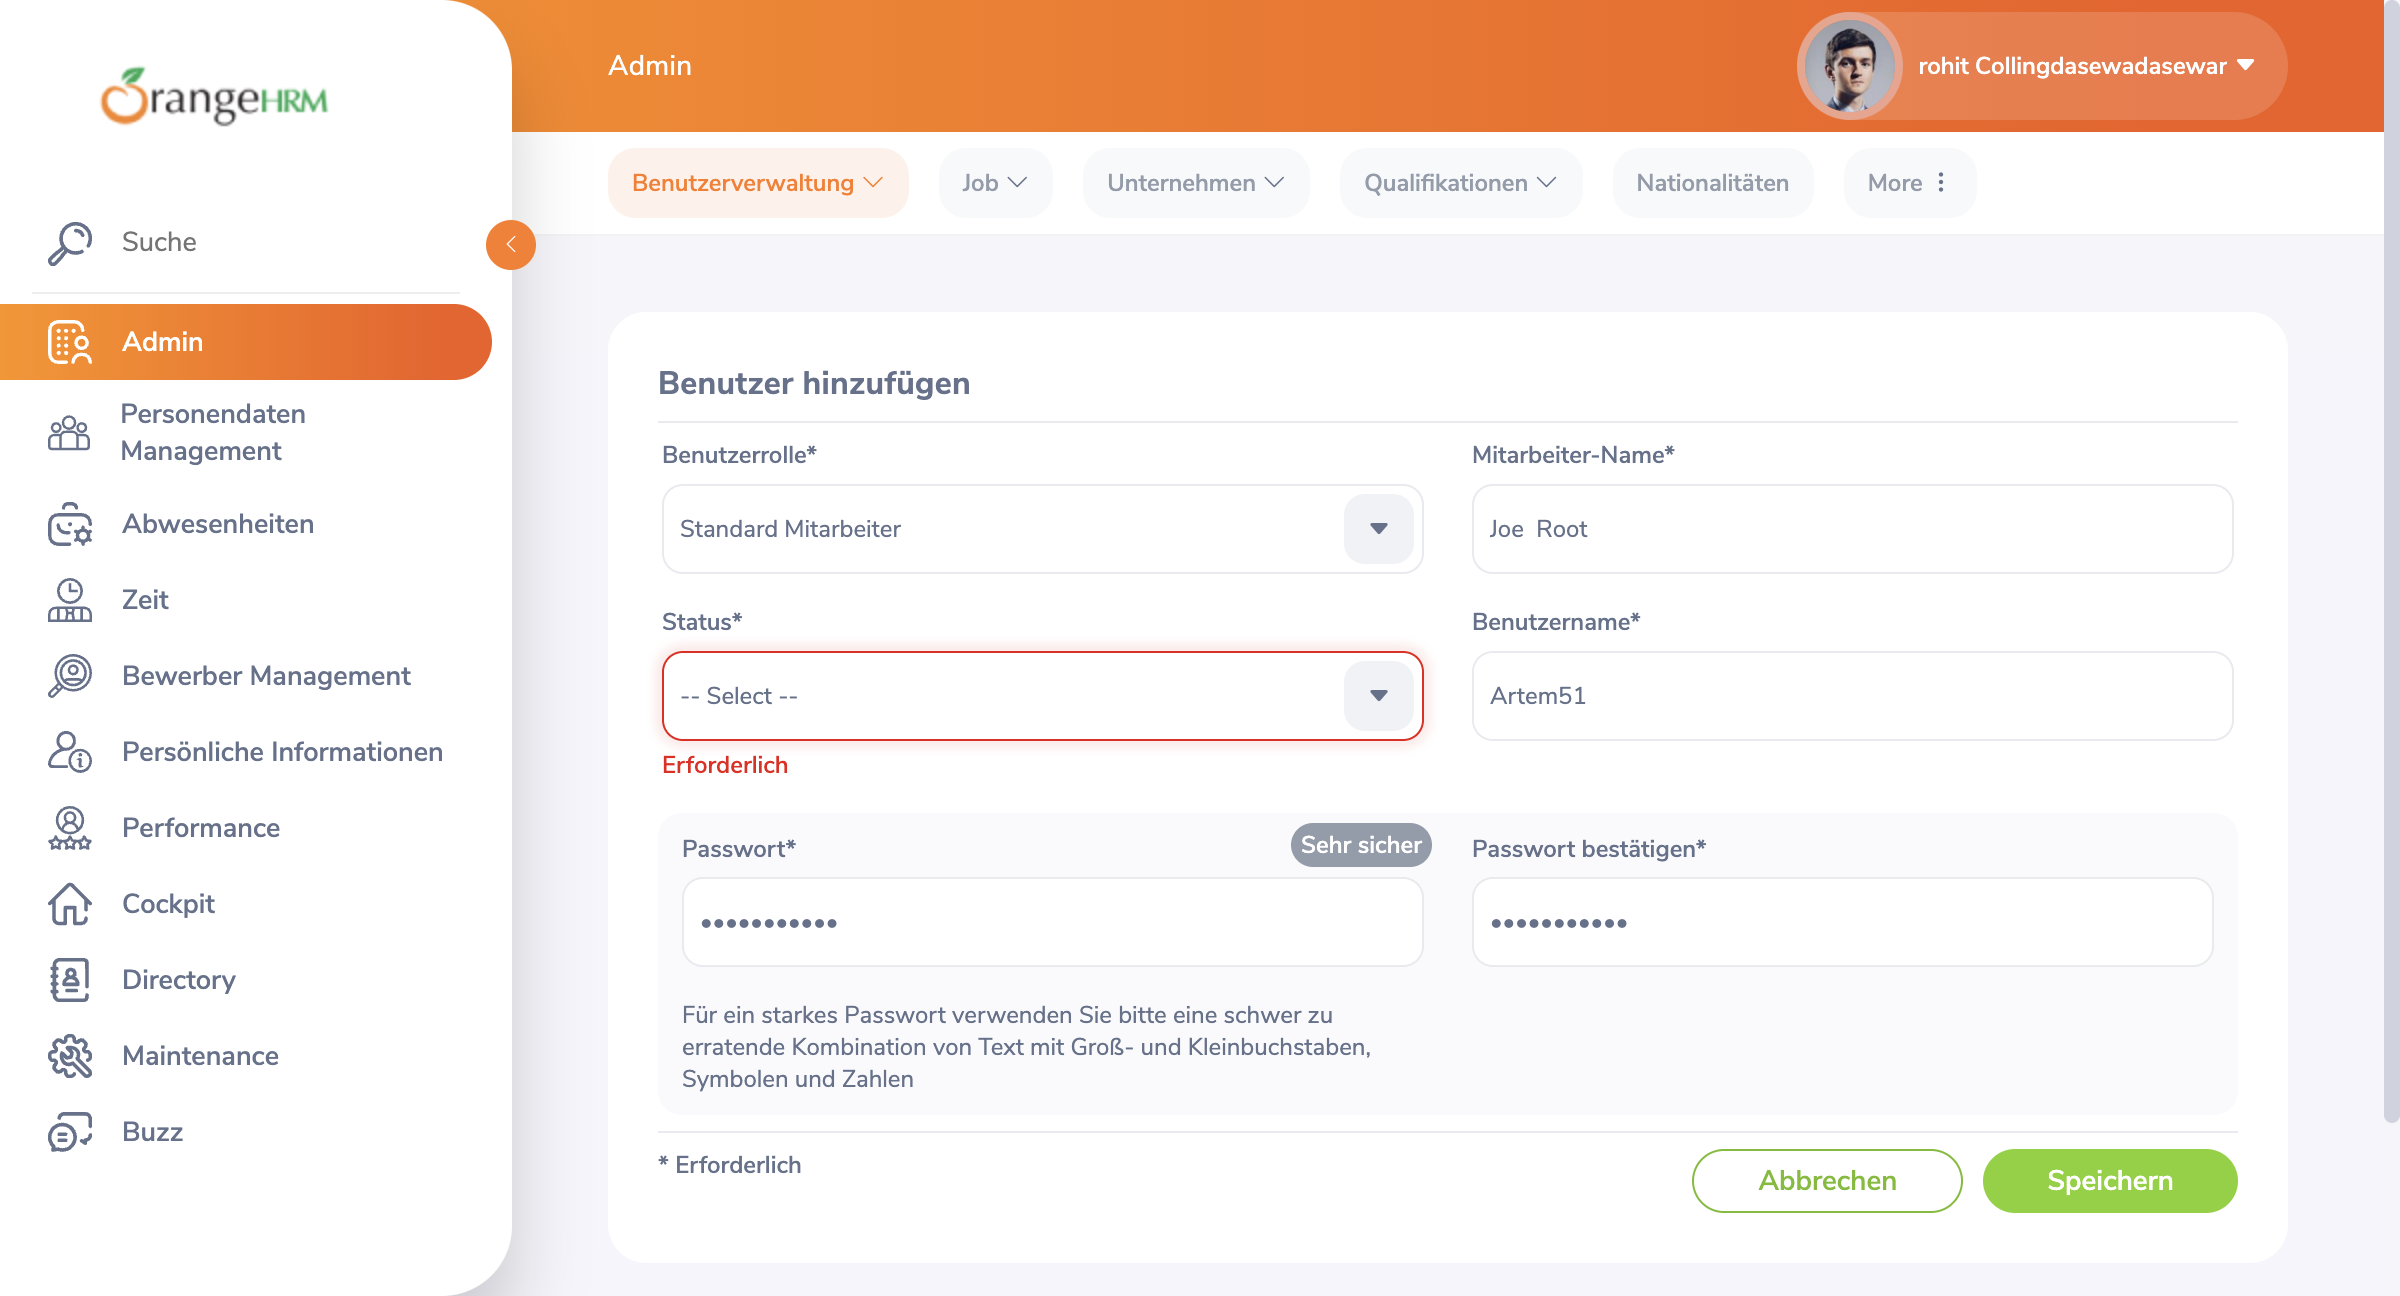 OrangeHRM
Suche
Admin
Personendaten
Management
Abwesenheiten
Zeit
Bewerber Management
Persönliche Informationen
Performance
Cockpit
Directory
Maintenance
Buzz
Admin
rohit Collingdasewadasewar
Benutzerverwaltung
Job
Unternehmen
Qualifikationen
Nationalitäten
More
Benutzer hinzufügen
Benutzerrolle*
Standard Mitarbeiter
Mitarbeiter-Name*
Joe  Root
Status*
-- Select --
Erforderlich
Benutzername*
Artem51
Passwort*
Sehr sicher
•••••••••••
Passwort bestätigen*
•••••••••••
Für ein starkes Passwort verwenden Sie bitte eine schwer zu
erratende Kombination von Text mit Groß- und Kleinbuchstaben,
Symbolen und Zahlen
* Erforderlich
Abbrechen
Speichern